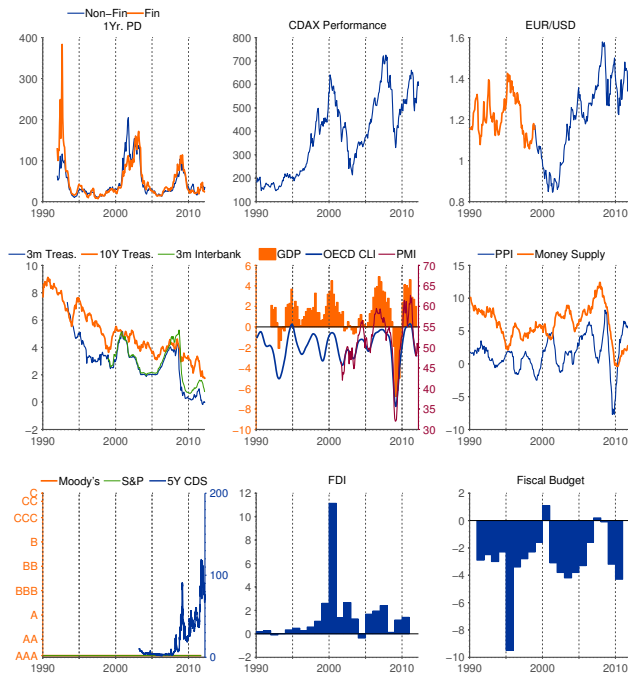 Non-Fin Fin
1Yr. PD
400
300
200
100
0
1990 2000 2010
CDAX Performance
800
700
600
500
400
300
200
100
1990 2000 2010
EUR/USD
1.6
1.4
1.2
1
0.8
1990 2000 2010
3m Treas. 10Y Treas. 3m Interbank
10
8
6
4
2
0
−2
1990 2000 2010
GDP OECD CLI PMI
6 70
4 65
2 60
0 55
−2 50
−4 45
−6 40
−8 35
−10 30
1990 2000 2010
PPI Money Supply
15
10
5
0
−5
−10
1990 2000 2010
Moody's S&P 5Y CDS
C 200
CC
CCC
B
BB 100
BBB
A
AA
AAA 0
1990 2000 2010
FDI
12
10
8
6
4
2
0
−2
1990 2000 2010
Fiscal Budget
2
0
−2
−4
−6
−8
−10
1990 2000 2010